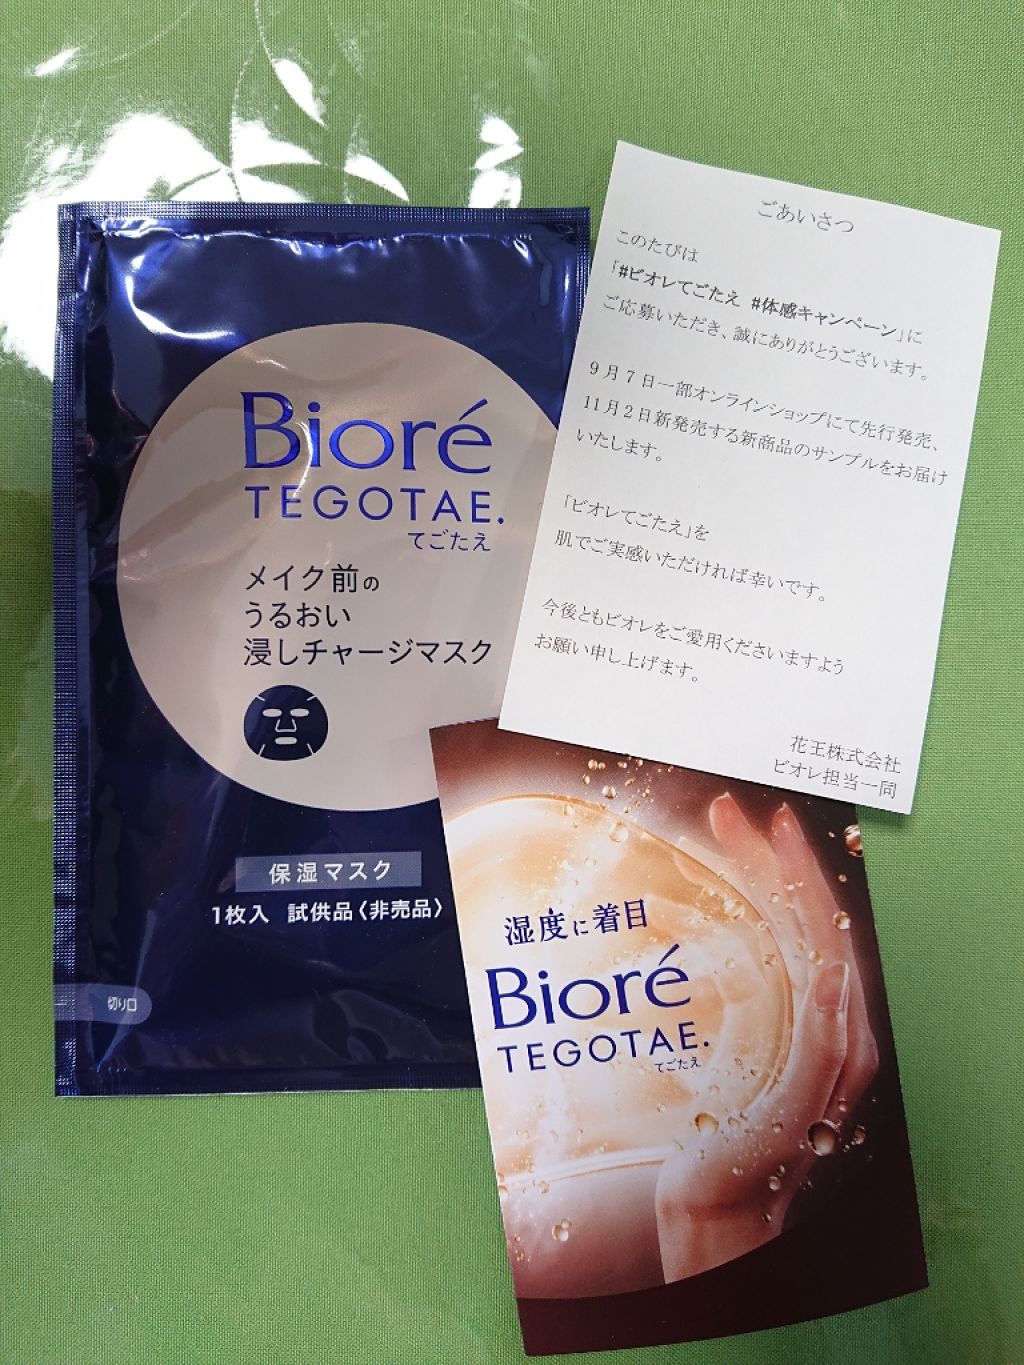 Bioré
TEGOTAE.
てごたえ
メイク前の
うるおい
浸しチャージマスク
保湿マスク
1枚入 試供品〈非売品〉
切り口
ごあいさつ
このたびは
「#ビオレてごたえ #体感キャンペーン」に
ご応募いただき、誠にありがとうございます。
9月7日一部オンラインショップにて先行発売、
11月2日新発売する新商品のサンプルをお届け
いたします。
「ビオレてごたえ」を
肌でご実感いただければ幸いです。
今後ともビオレをご愛用くださいますよう
お願い申し上げます。
花王株式会社
ビオレ担当一同
湿度に着目
Bioré
TEGOTAE.
てごたえ